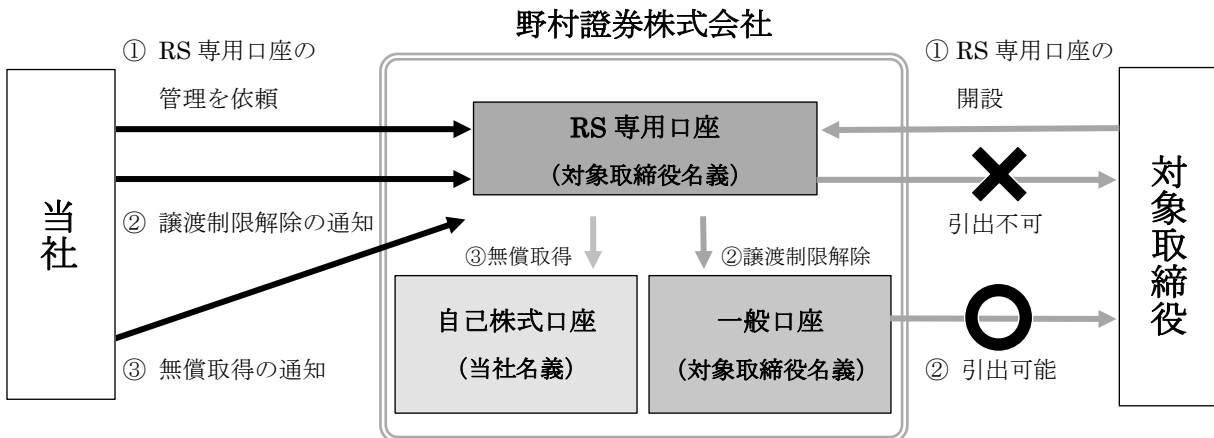 野村證券株式会社
① RS 専用口座の
管理を依頼
① RS 専用口座の
開設
RS 専用口座
（対象取締役名義）
当社
対象取締役
② 譲渡制限解除の通知
引出不可
③無償取得
②譲渡制限解除
自己株式口座
（当社名義）
一般口座
（対象取締役名義）
③ 無償取得の通知
② 引出可能